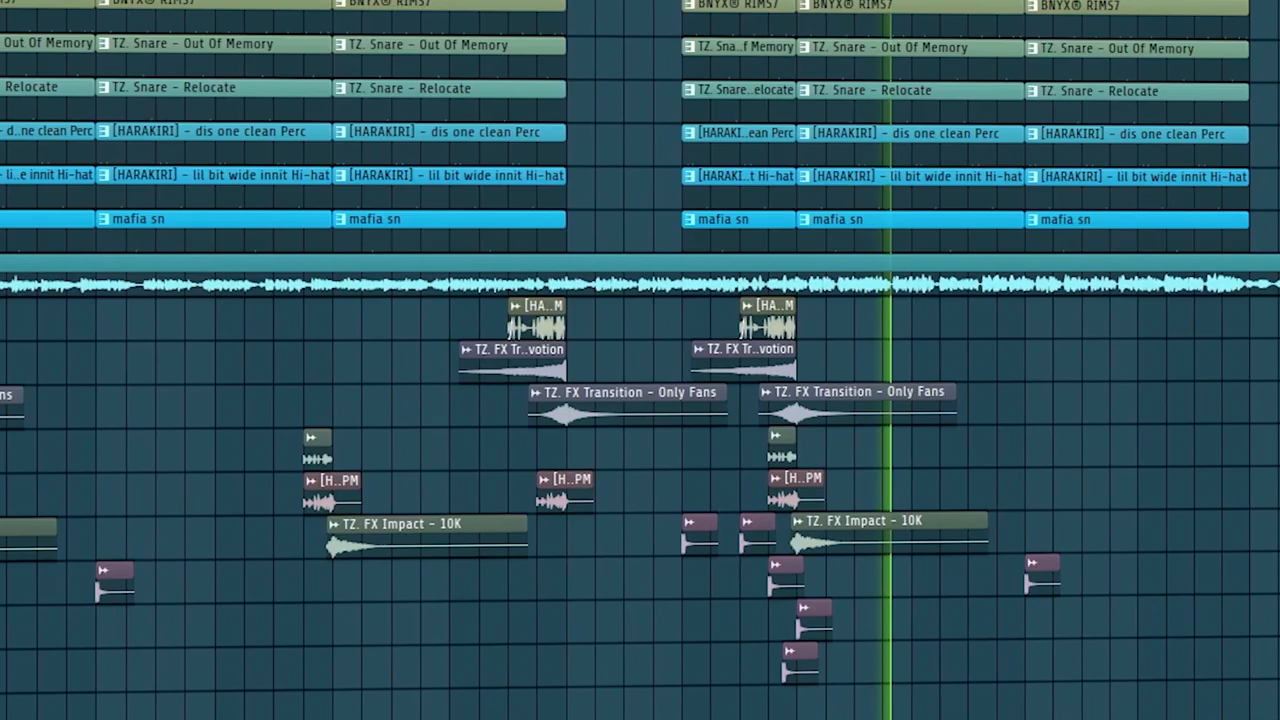 BNYX® RIMS7 BNYX® RIMS7 BNYX® RIMS7 BNYX® RIMS7 BNYX® RIMS7
Out Of Memory TZ. Snare - Out Of Memory TZ. Snare - Out Of Memory TZ. Sna..f Memory TZ. Snare - Out Of Memory TZ. Snare - Out Of Memory
Relocate TZ. Snare - Relocate TZ. Snare - Relocate TZ. Snare..elocate TZ. Snare - Relocate TZ. Snare - Relocate
- d..ne clean Perc [HARAKIRI] - dis one clean Perc [HARAKIRI] - dis one clean Perc [HARAKI..ean Perc [HARAKIRI] - dis one clean Perc [HARAKIRI] - dis one clean Perc
- li..e innit Hi-hat [HARAKIRI] - lil bit wide innit Hi-hat [HARAKIRI] - lil bit wide innit Hi-hat [HARAKI..t Hi-hat [HARAKIRI] - lil bit wide innit Hi-hat [HARAKIRI] - lil bit wide innit Hi-hat
mafia sn mafia sn mafia sn mafia sn mafia sn
[HA..M [HA..M
TZ. FX Tr..votion TZ. FX Tr..votion
ns TZ. FX Transition - Only Fans TZ. FX Transition - Only Fans
[H..PM [H..PM [H..PM
TZ. FX Impact - 10K TZ. FX Impact - 10K